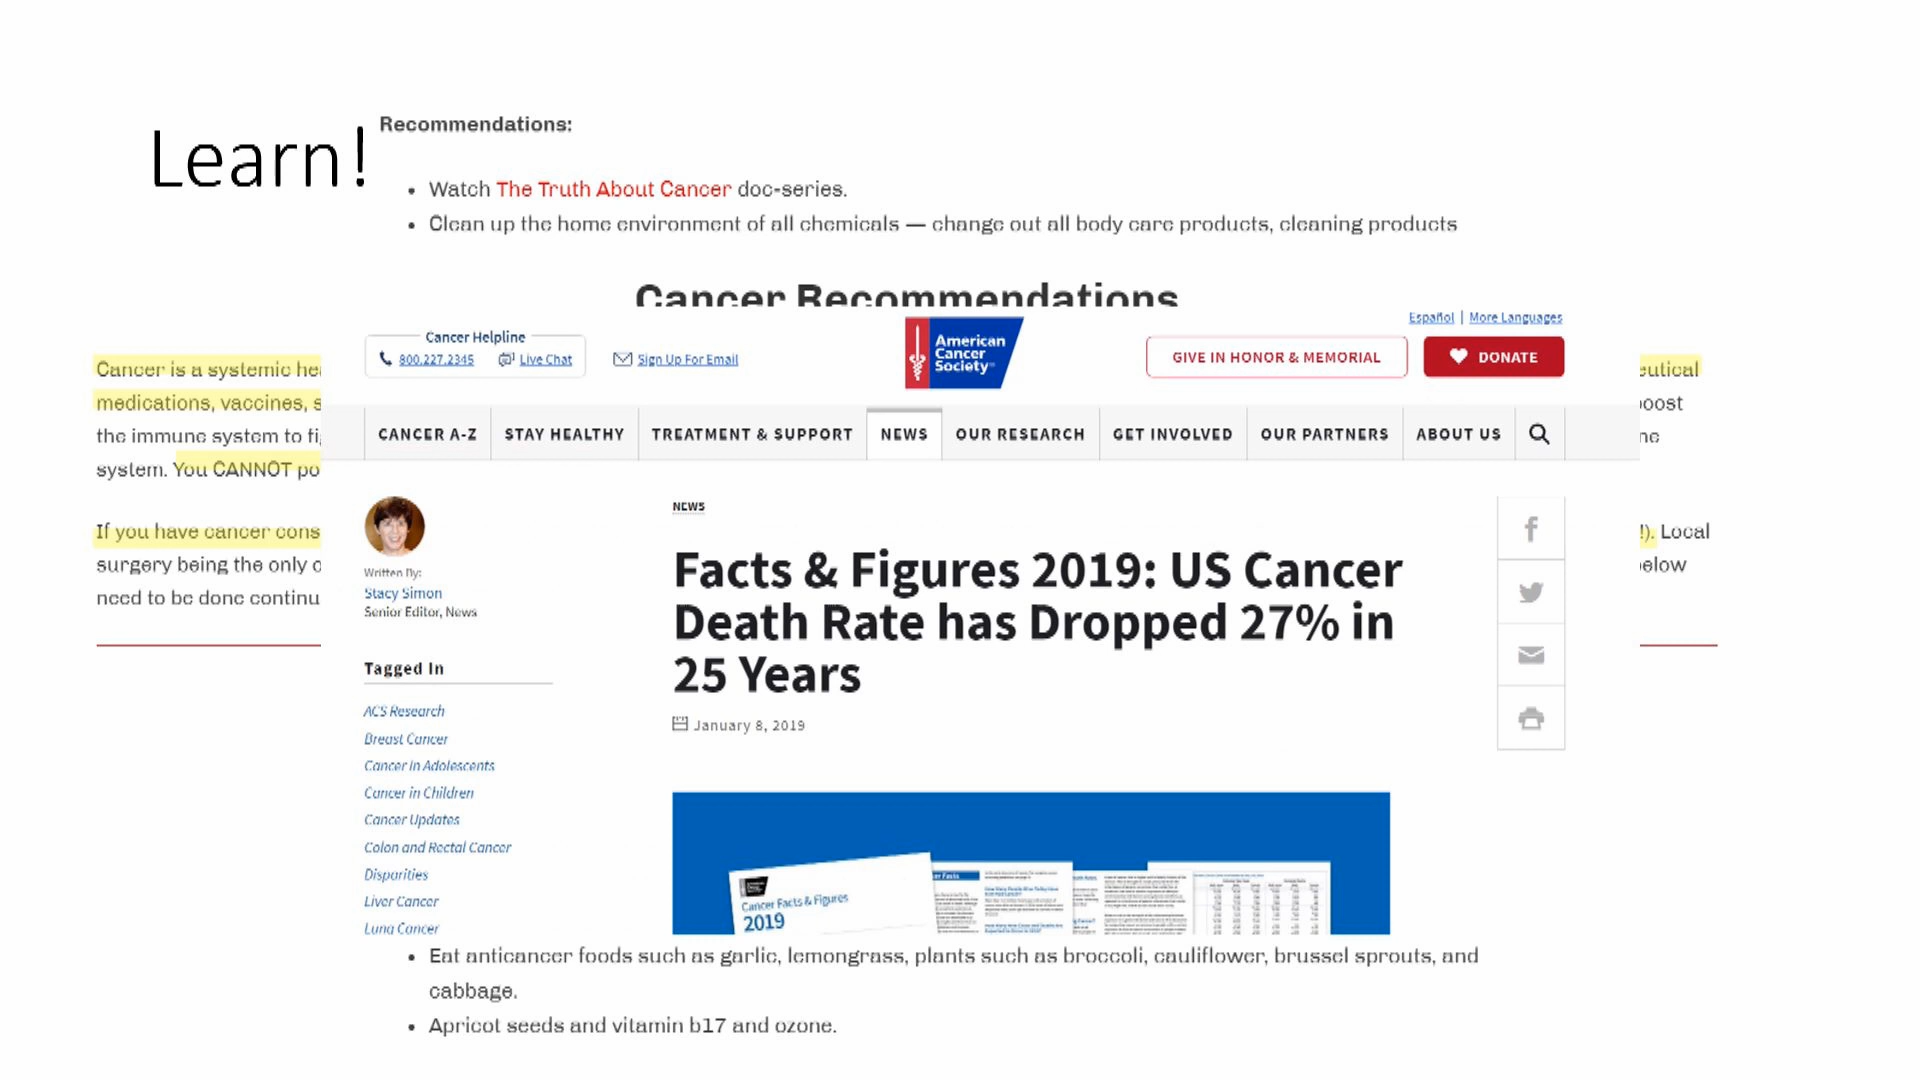 Learn!
Recommendations:
• Watch The Truth About Cancer doc-series.
• Clean up the home environment of all chemicals — change out all body care products, cleaning products
Cancer Recommendations
Cancer is a systemic
medications, vaccines,
the immune system to
system. You CANNOT
If you have cancer
surgery being the only
need to be done
Local
below
Español | More Languages
Cancer Helpline
800.227.2345 Live Chat
Sign Up For Email
American
Cancer
Society
GIVE IN HONOR & MEMORIAL
DONATE
CANCER A-Z STAY HEALTHY TREATMENT & SUPPORT NEWS OUR RESEARCH GET INVOLVED OUR PARTNERS ABOUT US
Written By:
Stacy Simon
Senior Editor, News
Tagged In
ACS Research
Breast Cancer
Cancer in Adolescents
Cancer in Children
Cancer Updates
Colon and Rectal Cancer
Disparities
Liver Cancer
Lung Cancer
NEWS
Facts & Figures 2019: US Cancer
Death Rate has Dropped 27% in
25 Years
January 8, 2019
Cancer Facts & Figures
2019
• Eat anticancer foods such as garlic, lemongrass, plants such as broccoli, cauliflower, brussel sprouts, and
cabbage.
• Apricot seeds and vitamin b17 and ozone.